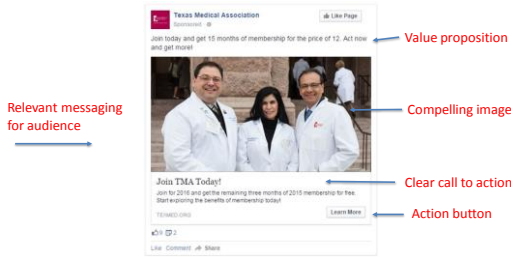 Texas Medical Association
Sponsored
Like Page
Join today and get 15 months of membership for the price of 12. Act now
and get more!
Value proposition
Relevant messaging
for audience
Compelling image
Join TMA Today!
Clear call to action
Join for 2016 and get the remaining three months of 2015 membership for free.
Start exploring the benefits of membership today!
TEXMED.ORG
Learn More
Action button
9 2
Like Comment Share